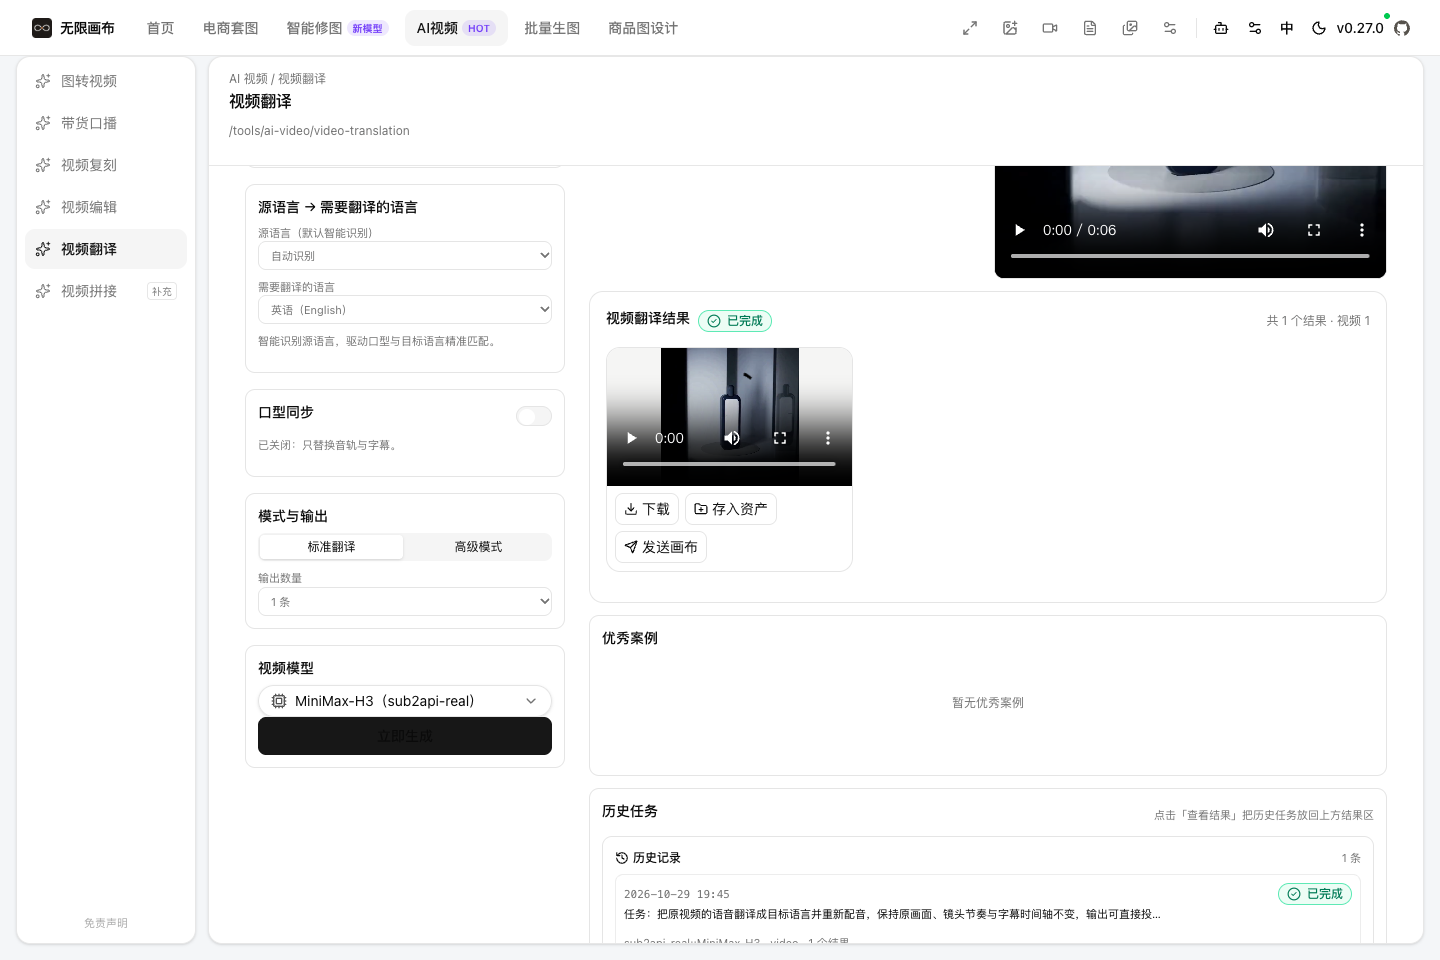 无限画布
首页
电商套图
智能修图 新模型
AI视频 HOT
批量生图
商品图设计
中
v0.27.0
图转视频
带货口播
视频复刻
视频编辑
视频翻译
视频拼接 补充
免责声明
AI 视频 / 视频翻译
视频翻译
/tools/ai-video/video-translation
源语言 → 需要翻译的语言
源语言（默认智能识别）
自动识别
需要翻译的语言
英语（English）
智能识别源语言，驱动口型与目标语言精准匹配。
口型同步
已关闭：只替换音轨与字幕。
模式与输出
标准翻译 高级模式
输出数量
1 条
视频模型
MiniMax-H3（sub2api-real）
立即生成
0:00 / 0:06
视频翻译结果 已完成 共 1 个结果 · 视频 1
0:00
下载 存入资产
发送画布
优秀案例
暂无优秀案例
历史任务 点击「查看结果」把历史任务放回上方结果区
历史记录 1 条
2026-10-29 19:45 已完成
任务：把原视频的语音翻译成目标语言并重新配音，保持原画面、镜头节奏与字幕时间轴不变，输出可直接投...